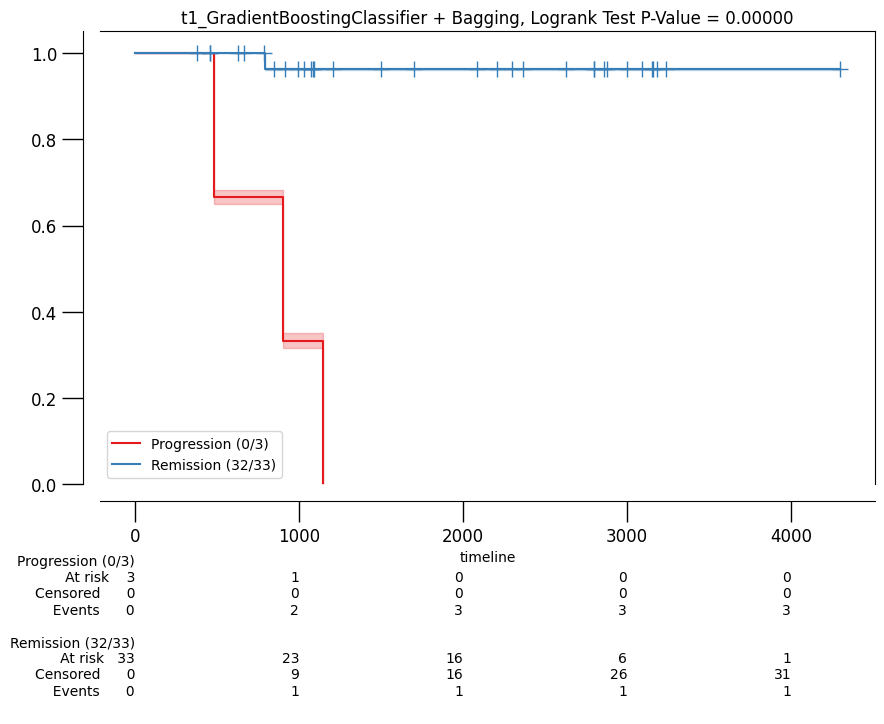 t1_GradientBoostingClassifier + Bagging, Logrank Test P-Value = 0.00000
1.0
0.8
0.6
0.4
0.2
0.0
Progression (0/3)
Remission (32/33)
0 1000 2000 3000 4000
timeline
Progression (0/3)
At risk 3 1 0 0 0
Censored 0 0 0 0 0
Events 0 2 3 3 3
Remission (32/33)
At risk 33 23 16 6 1
Censored 0 9 16 26 31
Events 0 1 1 1 1